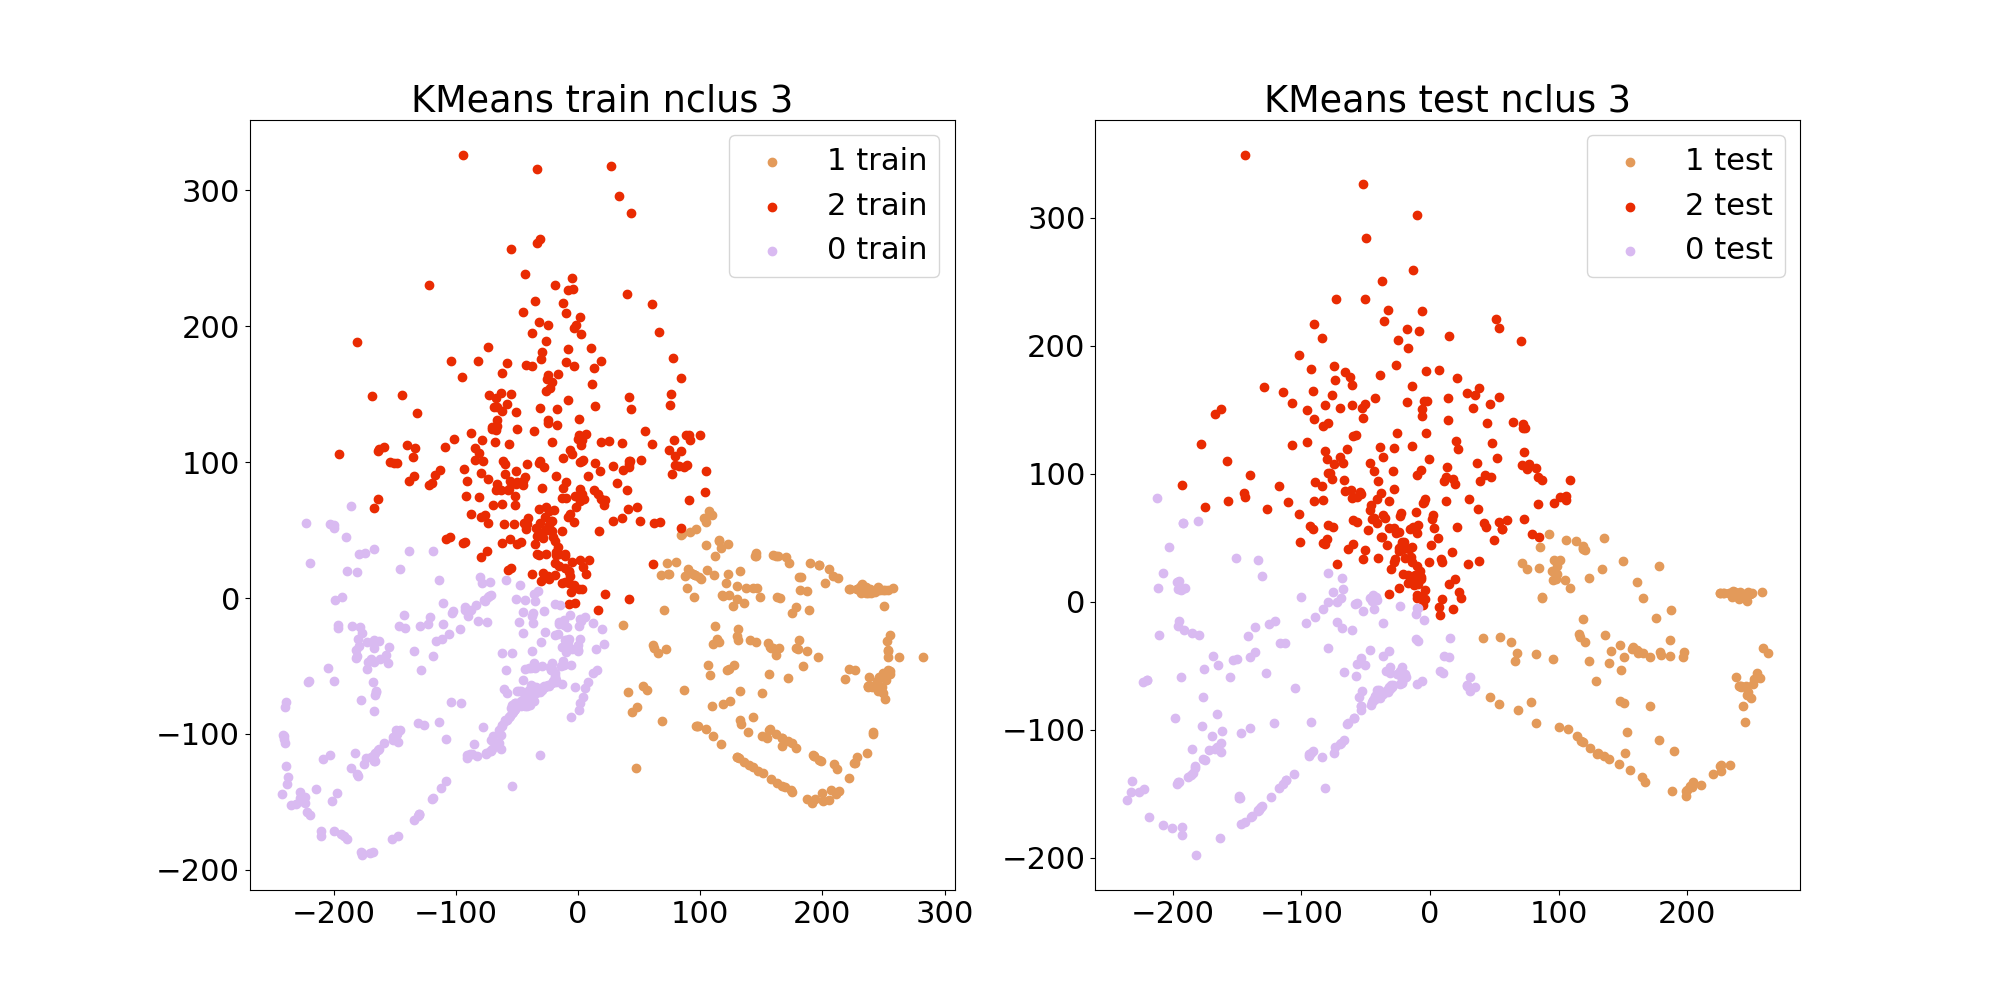 KMeans train nclus 3
1 train
2 train
0 train
300
200
100
0
−100
−200
−200 −100 0 100 200 300
KMeans test nclus 3
1 test
2 test
0 test
300
200
100
0
−100
−200
−200 −100 0 100 200